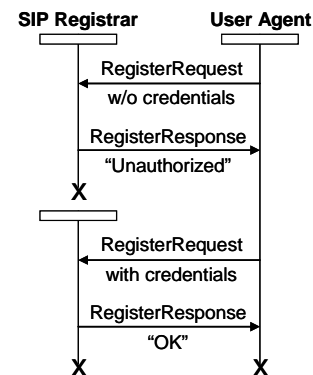 SIP Registrar User Agent
RegisterRequest
w/o credentials
RegisterResponse
“Unauthorized”
X
RegisterRequest
with credentials
RegisterResponse
“OK”
X X